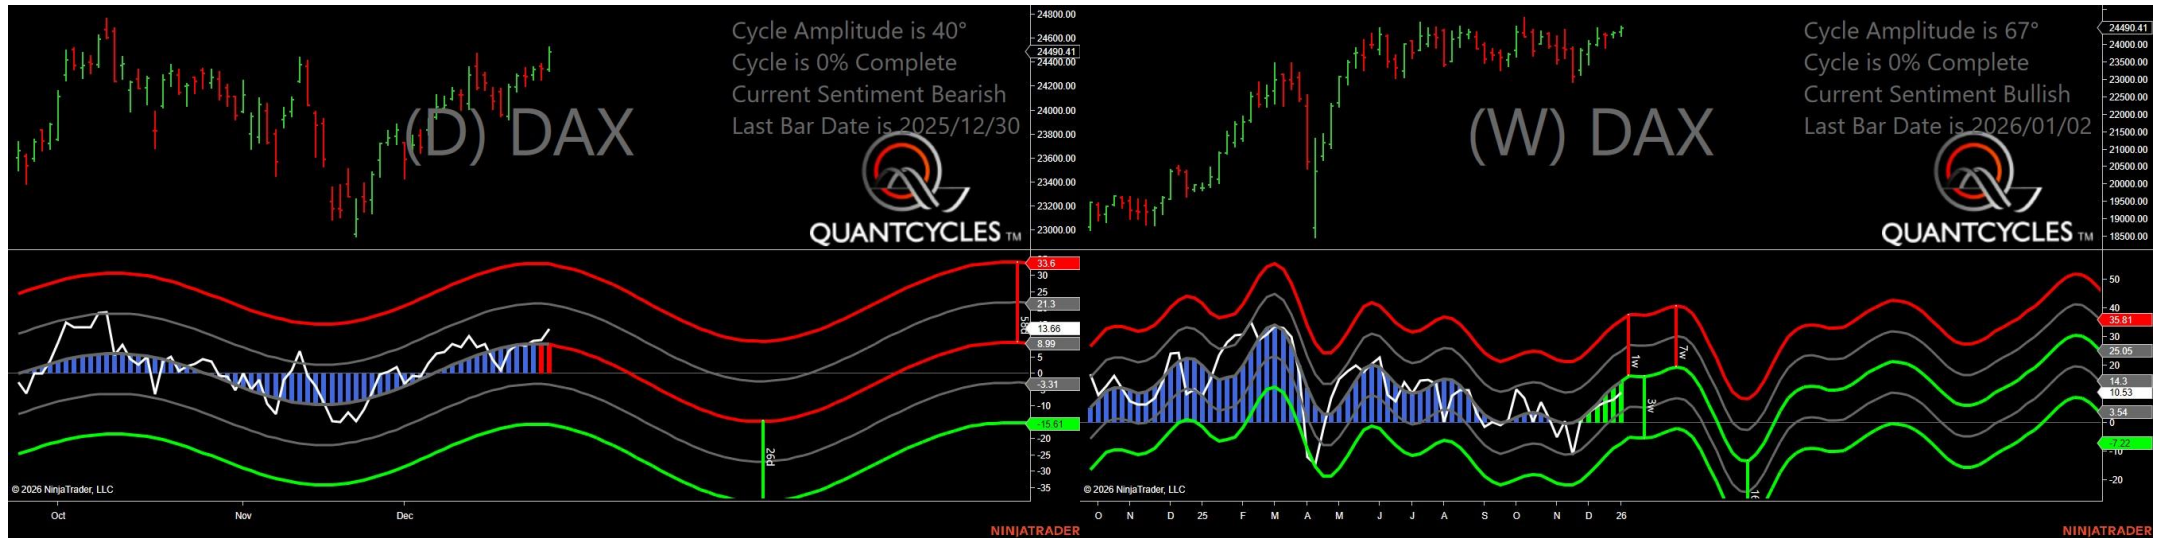 Cycle Amplitude is 40°
Cycle is 0% Complete
Current Sentiment Bearish
Last Bar Date is 2025/12/30
(D) DAX
QUANTCYCLES TM
24800.00
24600.00
24490.41
24400.00
24200.00
24000.00
23800.00
23600.00
23400.00
23200.00
23000.00
33.6
30
25
21.3
13.66
8.99
5
0
-3.31
-10
-15.61
-20
-25
-30
-35
26d
© 2026 NinjaTrader, LLC
Oct
Nov
Dec
NINJATRADER
Cycle Amplitude is 67°
Cycle is 0% Complete
Current Sentiment Bullish
Last Bar Date is 2026/01/02
(W) DAX
QUANTCYCLES TM
24490.41
24000.00
23500.00
23000.00
22500.00
22000.00
21500.00
21000.00
20500.00
20000.00
19500.00
19000.00
18500.00
50
40
35.81
30
25.05
20
14.3
10.53
3.54
0
-7.22
-10
-20
1w
7w
3w
© 2026 NinjaTrader, LLC
O
N
D
25
F
M
A
M
J
J
A
S
O
N
D
26
NINJATRADER